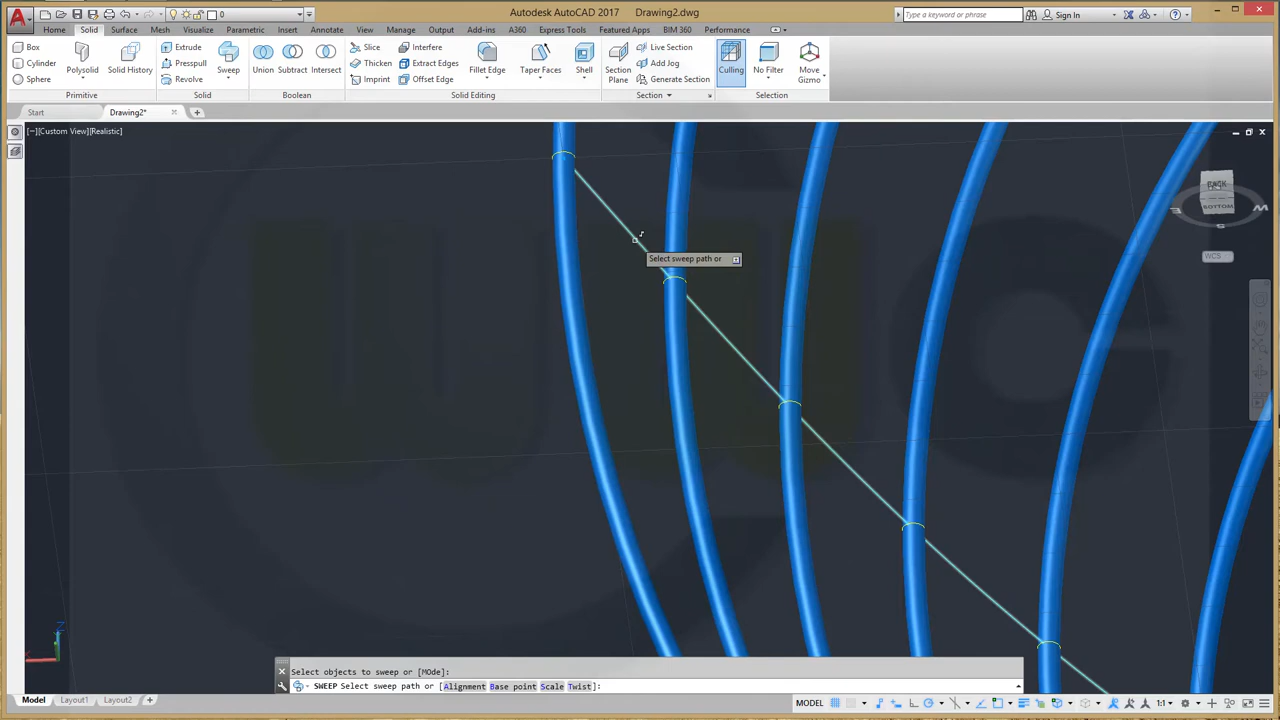 Autodesk AutoCAD 2017 Drawing2.dwg
0
Type a keyword or phrase
Sign In
Home Solid Surface Mesh Visualize Parametric Insert Annotate View Manage Output Add-ins A360 Express Tools Featured Apps BIM 360 Performance
Box
Cylinder
Sphere
Polysolid
Solid History
Primitive
Extrude
Presspull
Revolve
Sweep
Solid
Union
Subtract
Intersect
Boolean
Slice
Thicken
Imprint
Interfere
Extract Edges
Offset Edge
Fillet Edge
Taper Faces
Shell
Solid Editing
Section Plane
Live Section
Add Jog
Generate Section
Section
Culling
No Filter
Move Gizmo
Selection
Start
Drawing2*
[−][Custom View][Realistic]
BACK
BOTTOM
S
WCS
Select sweep path or
Z
Select objects to sweep or [MOde]:
SWEEP Select sweep path or [Alignment Base point Scale Twist]:
Model Layout1 Layout2
MODEL
1:1